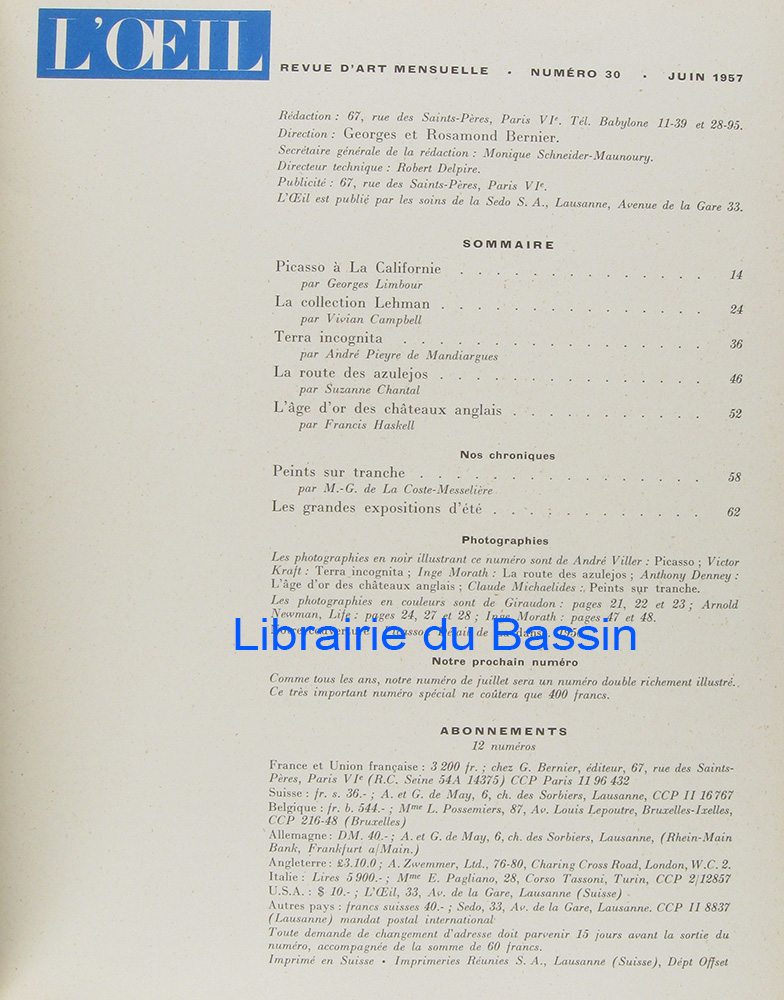 L'ŒIL
REVUE D'ART MENSUELLE • NUMÉRO 30 • JUIN 1957
Rédaction : 67, rue des Saints-Pères, Paris VIe. Tél. Babylone 11-39 et 28-95.
Direction : Georges et Rosamond Bernier.
Secrétaire générale de la rédaction : Monique Schneider-Maunoury.
Directeur technique : Robert Delpire.
Publicité : 67, rue des Saints-Pères, Paris VIe.
L'Œil est publié par les soins de la Sedo S. A., Lausanne, Avenue de la Gare 33.
SOMMAIRE
Picasso à La Californie . . . . . . . . . . . . . . 14
par Georges Limbour
La collection Lehman . . . . . . . . . . . . . . . 24
par Vivian Campbell
Terra incognita . . . . . . . . . . . . . . . . 36
par André Pieyre de Mandiargues
La route des azulejos . . . . . . . . . . . . . . . 46
par Suzanne Chantal
L'âge d'or des châteaux anglais . . . . . . . . . . . 52
par Francis Haskell
Nos chroniques
Peints sur tranche . . . . . . . . . . . . . . . . 58
par M.-G. de La Coste-Messelière
Les grandes expositions d'été . . . . . . . . . . . . 62
Photographies
Les photographies en noir illustrant ce numéro sont de André Viller : Picasso ; Victor
Kraft : Terra incognita ; Inge Morath : La route des azulejos ; Anthony Denney :
L'âge d'or des châteaux anglais ; Claude Michaelides : Peints sur tranche.
Les photographies en couleurs sont de Giraudon : pages 21, 22 et 23 ; Arnold
Newman, Life : pages 24, 27 et 28 ; Inge Morath : pages 47 et 48.
Notre couverture : Picasso. Détail de
Librairie du Bassin
Notre prochain numéro
Comme tous les ans, notre numéro de juillet sera un numéro double richement illustré.
Ce très important numéro spécial ne coûtera que 400 francs.
ABONNEMENTS
12 numéros
France et Union française : 3 200 fr. ; chez G. Bernier, éditeur, 67, rue des Saints-
Pères, Paris VIe (R.C. Seine 54A 14375) CCP Paris 11 96 432
Suisse : fr. s. 36.- ; A. et G. de May, 6, ch. des Sorbiers, Lausanne, CCP II 16767
Belgique : fr. b. 544.- ; Mme L. Possemiers, 87, Av. Louis Lepoutre, Bruxelles-Ixelles,
CCP 216-48 (Bruxelles)
Allemagne : DM. 40.- ; A. et G. de May, 6, ch. des Sorbiers, Lausanne, (Rhein-Main
Bank, Frankfurt a/Main.)
Angleterre : £3.10.0 ; A. Zwemmer, Ltd., 76-80, Charing Cross Road, London, W.C. 2.
Italie : Lires 5 900.- ; Mme E. Pagliano, 28, Corso Tassoni, Turin, CCP 2/12857
U.S.A. : $ 10.- ; L'Œil, 33, Av. de la Gare, Lausanne (Suisse)
Autres pays : francs suisses 40.- ; Sedo, 33, Av. de la Gare, Lausanne. CCP II 8837
(Lausanne) mandat postal international
Toute demande de changement d'adresse doit parvenir 15 jours avant la sortie du
numéro, accompagnée de la somme de 60 francs.
Imprimé en Suisse • Imprimeries Réunies S. A., Lausanne (Suisse), Dépt Offset